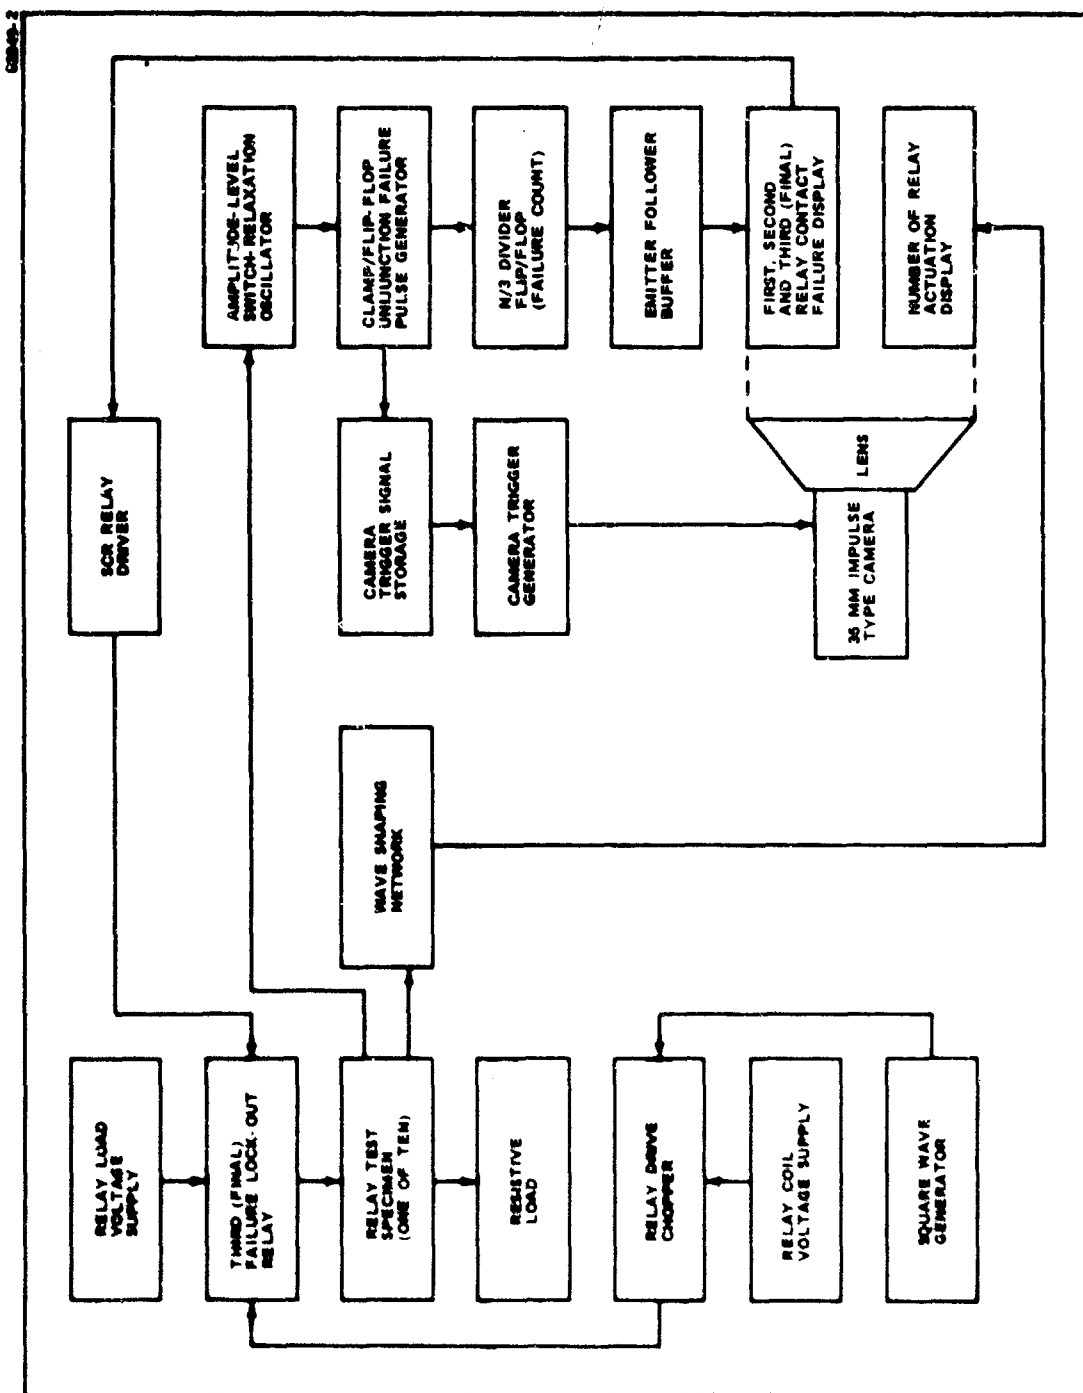 RELAY LOAD
VOLTAGE
SUPPLY
THIRD (FINAL)
FAILURE LOCK-OUT
RELAY
RELAY TEST
SPECIMEN
(ONE OF TEN)
RESISTIVE
LOAD
RELAY DRIVE
CHOPPER
RELAY COIL
VOLTAGE SUPPLY
SQUARE WAVE
GENERATOR
WAVE SHAPING
NETWORK
SCR RELAY
DRIVER
CAMERA
TRIGGER SIGNAL
STORAGE
CAMERA TRIGGER
GENERATOR
35 MM IMPULSE
TYPE CAMERA
LENS
AMPLITUDE-LEVEL
SWITCH-RELAXATION
OSCILLATOR
CLAMP/FLIP-FLOP
UNIJUNCTION FAILURE
PULSE GENERATOR
N/3 DIVIDER
FLIP/FLOP
(FAILURE COUNT)
EMITTER FOLLOWER
BUFFER
FIRST, SECOND
AND THIRD (FINAL)
RELAY CONTACT
FAILURE DISPLAY
NUMBER OF RELAY
ACTUATION
DISPLAY